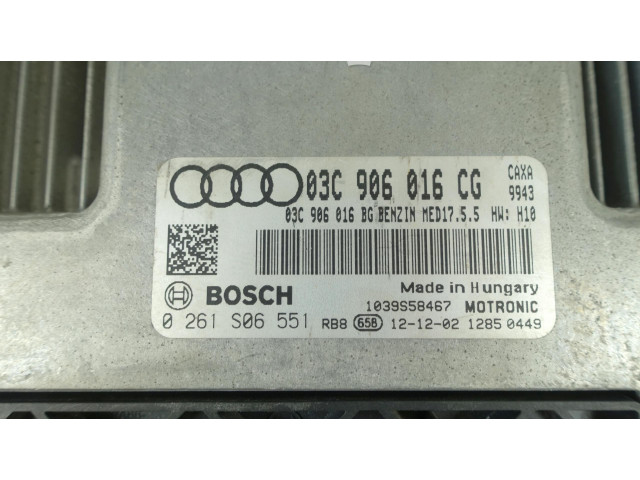 03C 906 016 CG CAXA 9943
03C 906 016 BG BENZIN MED17.5.5 HW: H10
BOSCH Made in Hungary
1039S58467 MOTRONIC
0 261 S06 551 RB8 65B 12-12-02 1285 0449